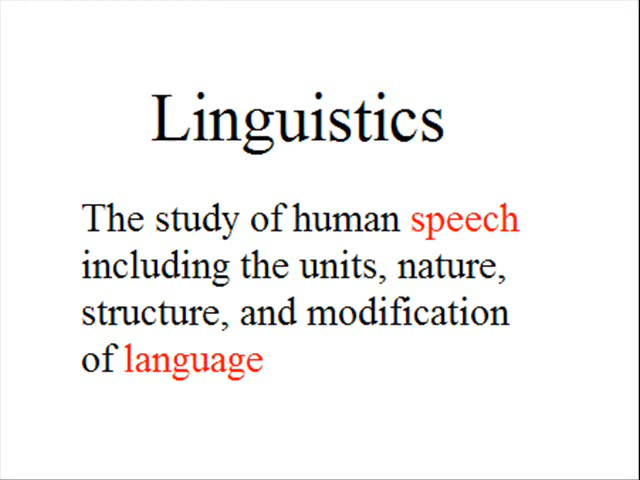 Linguistics
The study of human speech
including the units, nature,
structure, and modification
of language